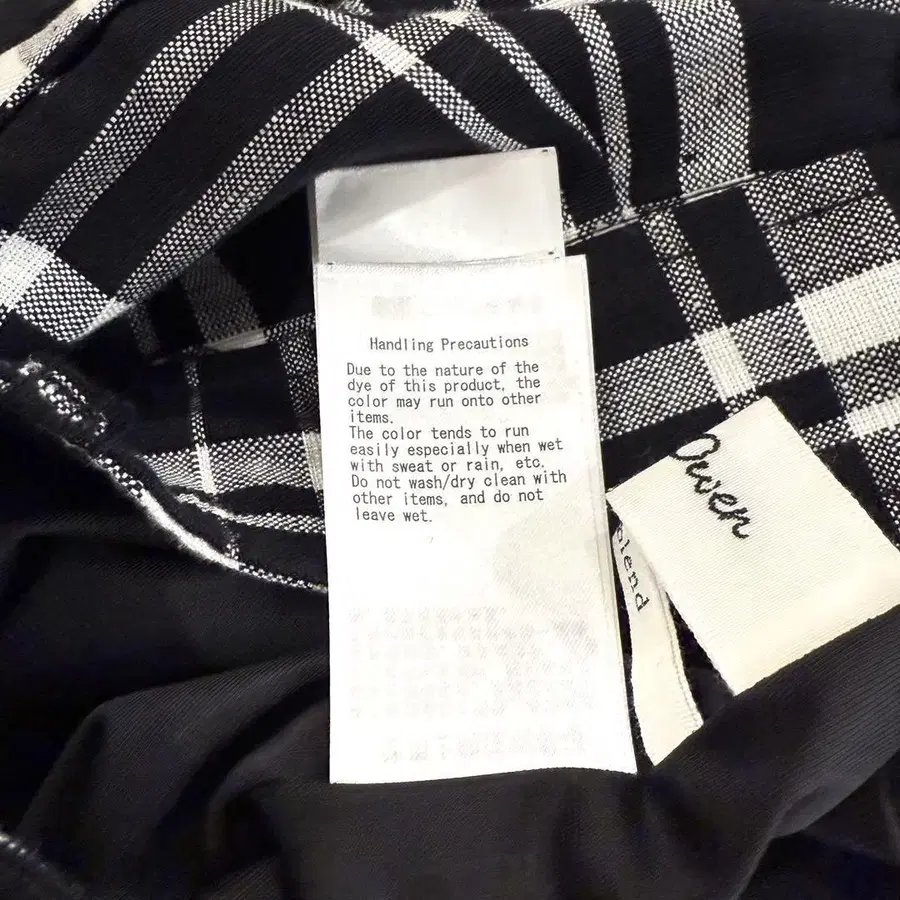 Handling Precautions
Due to the nature of the
dye of this product, the
color may run onto other
items.
The color tends to run
easily especially when wet
with sweat or rain, etc.
Do not wash/dry clean with
other items, and do not
leave wet.
Owen
blend